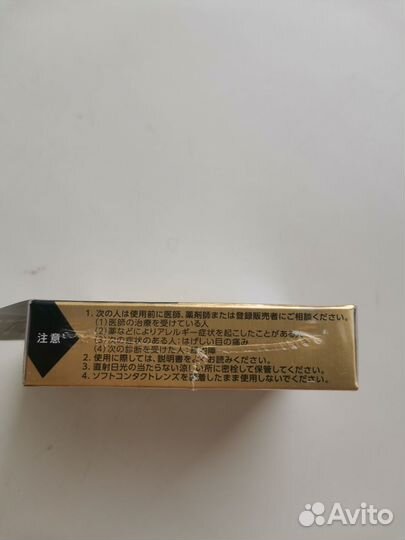 注意
1. 次の人は使用前に医師、薬剤師または登録販売者にご相談ください。
(1)医師の治療を受けている人
(2)薬などによりアレルギー症状を起こしたことがある
(3)次の症状のある人：はげしい目の痛み
(4)次の診断を受けた人：
2. 使用に際しては、説明書をよくお読みください。
3. 直射日光の当たらない涼しい所に密栓して保管してください。
4. ソフトコンタクトレンズを装着したまま使用しないでください。
Avito